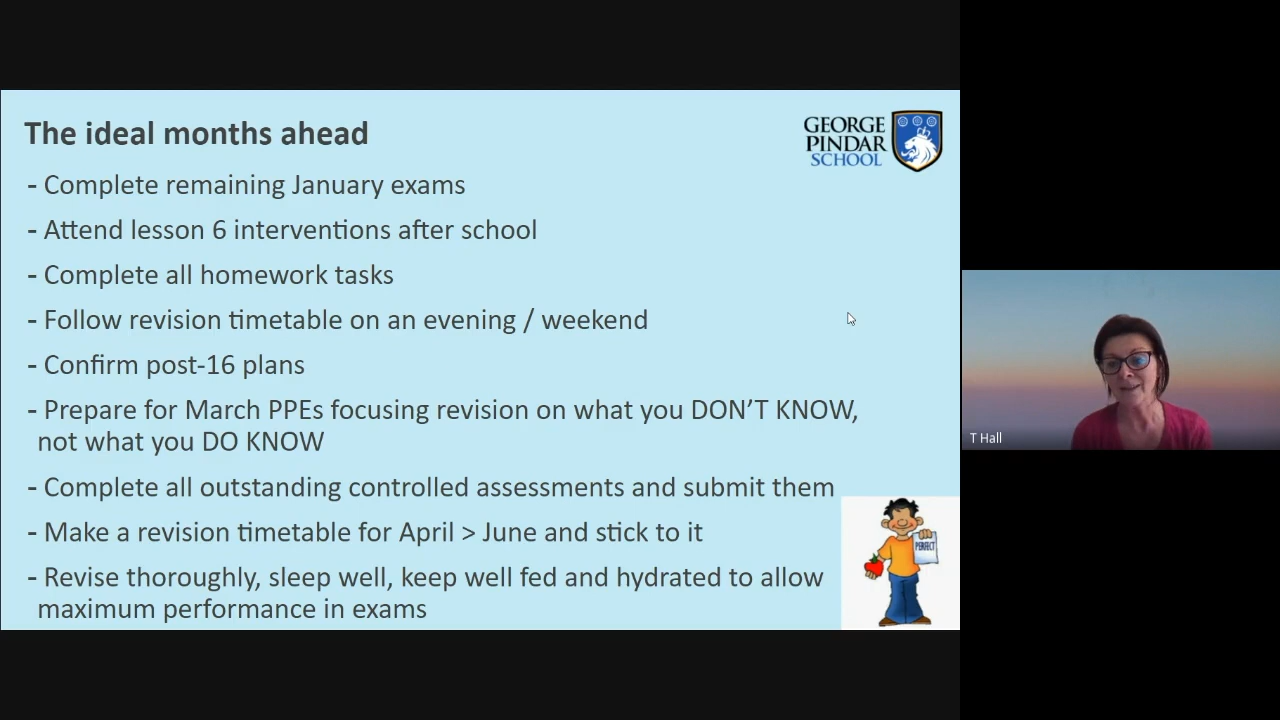 The ideal months ahead
GEORGE
PINDAR
SCHOOL
- Complete remaining January exams
- Attend lesson 6 interventions after school
- Complete all homework tasks
- Follow revision timetable on an evening / weekend
- Confirm post-16 plans
- Prepare for March PPEs focusing revision on what you DON’T KNOW,
not what you DO KNOW
- Complete all outstanding controlled assessments and submit them
- Make a revision timetable for April > June and stick to it
- Revise thoroughly, sleep well, keep well fed and hydrated to allow
maximum performance in exams
PERFECT
T Hall